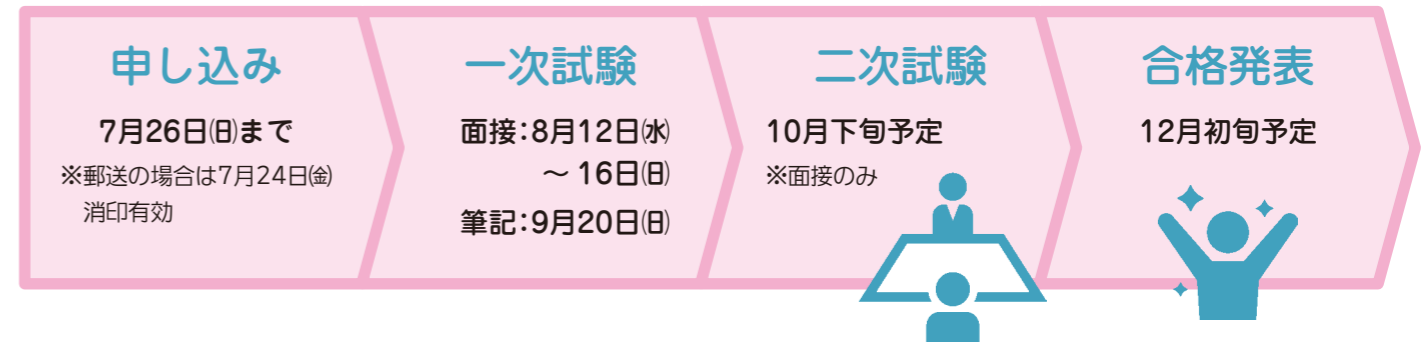 申し込み
7月26日㈰まで
※郵送の場合は7月24日㈮
消印有効
一次試験
面接：8月12日㈬
～ 16日㈰
筆記：9月20日㈰
二次試験
10月下旬予定
※面接のみ
合格発表
12月初旬予定